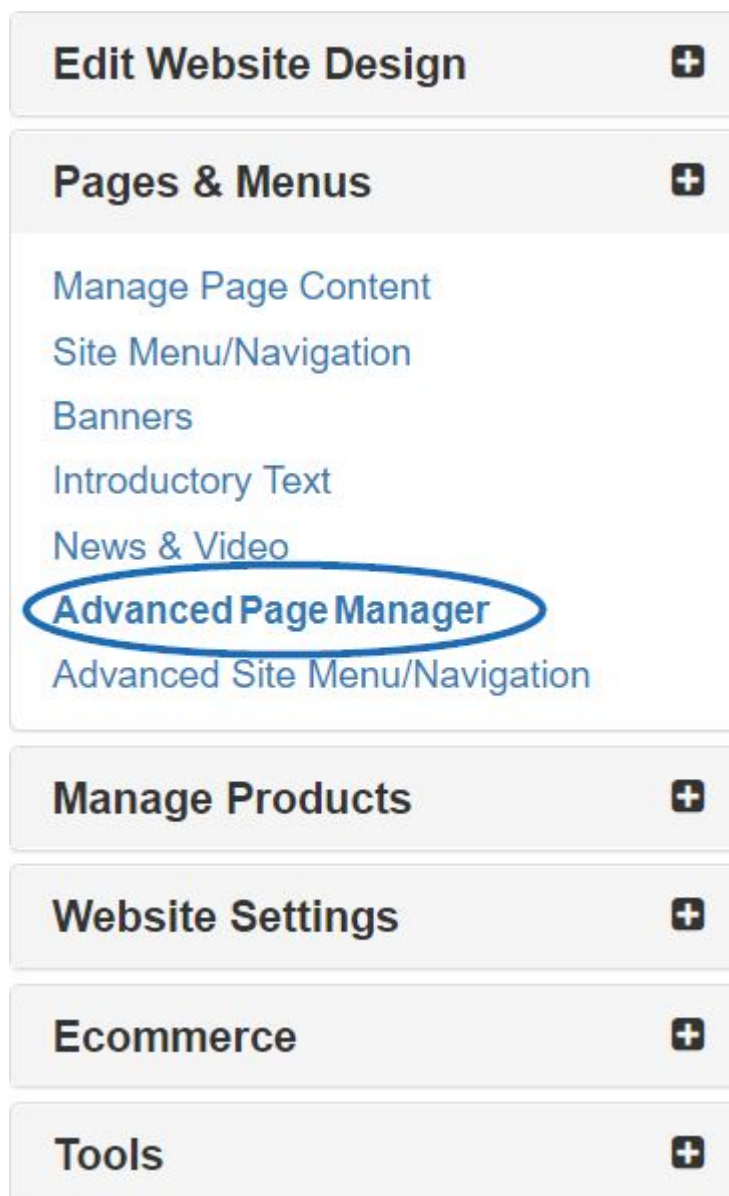 Edit Website Design
Pages & Menus
Manage Page Content
Site Menu/Navigation
Banners
Introductory Text
News & Video
Advanced Page Manager
Advanced Site Menu/Navigation
Manage Products
Website Settings
Ecommerce
Tools